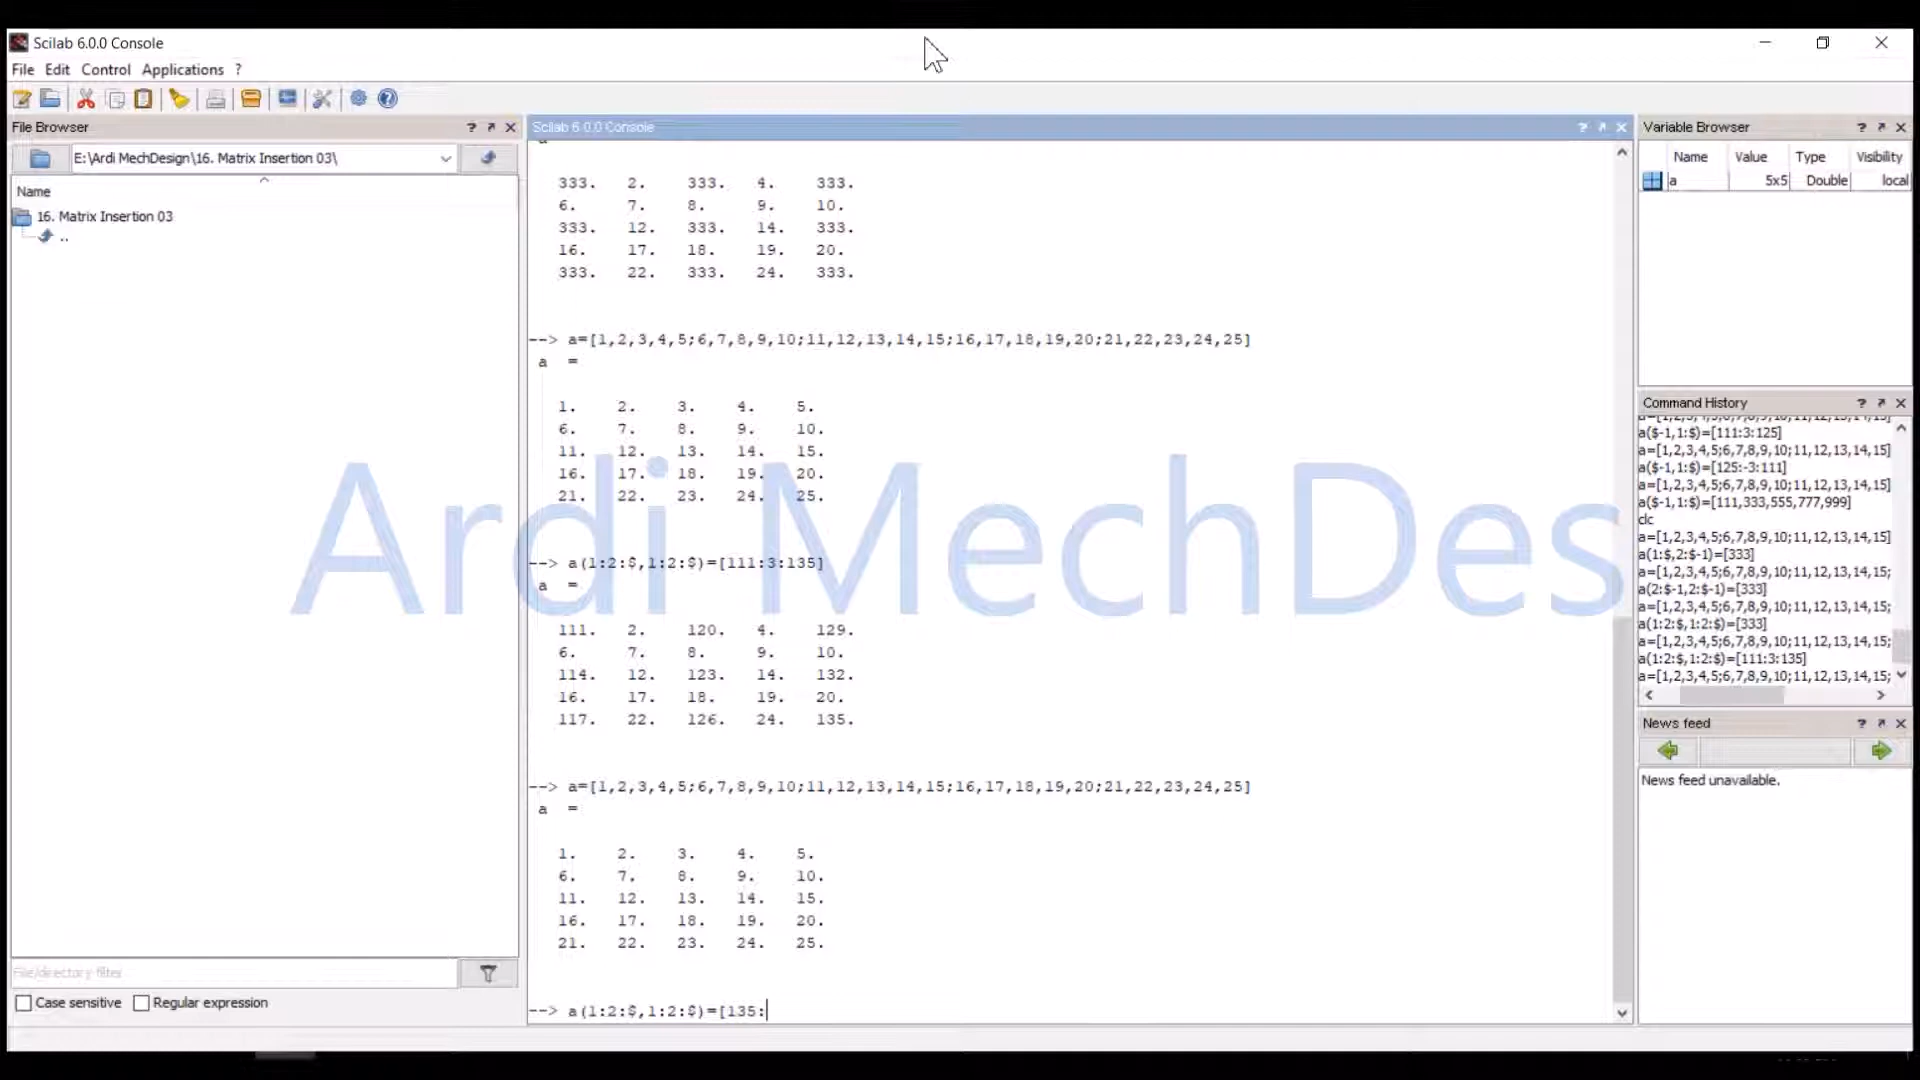 Scilab 6.0.0 Console
File Edit Control Applications ?
File Browser
E:\Ardi MechDesign\16. Matrix Insertion 03\
Name
16. Matrix Insertion 03
..
File/directory filter
Case sensitive Regular expression
Scilab 6.0.0 Console
333. 2. 333. 4. 333.
6. 7. 8. 9. 10.
333. 12. 333. 14. 333.
16. 17. 18. 19. 20.
333. 22. 333. 24. 333.
--> a=[1,2,3,4,5;6,7,8,9,10;11,12,13,14,15;16,17,18,19,20;21,22,23,24,25]
a =
1. 2. 3. 4. 5.
6. 7. 8. 9. 10.
11. 12. 13. 14. 15.
16. 17. 18. 19. 20.
21. 22. 23. 24. 25.
Ardi MechDes
--> a(1:2:$,1:2:$)=[111:3:135]
a =
111. 2. 120. 4. 129.
6. 7. 8. 9. 10.
114. 12. 123. 14. 132.
16. 17. 18. 19. 20.
117. 22. 126. 24. 135.
--> a=[1,2,3,4,5;6,7,8,9,10;11,12,13,14,15;16,17,18,19,20;21,22,23,24,25]
a =
1. 2. 3. 4. 5.
6. 7. 8. 9. 10.
11. 12. 13. 14. 15.
16. 17. 18. 19. 20.
21. 22. 23. 24. 25.
--> a(1:2:$,1:2:$)=[135:
Variable Browser
Name Value Type Visibility
a 5x5 Double local
Command History
a=[1,2,3,4,5;6,7,8,9,10;11,12,13,14,15]
a($-1,1:$)=[111:3:125]
a=[1,2,3,4,5;6,7,8,9,10;11,12,13,14,15]
a($-1,1:$)=[125:-3:111]
a=[1,2,3,4,5;6,7,8,9,10;11,12,13,14,15]
a($-1,1:$)=[111,333,555,777,999]
clc
a=[1,2,3,4,5;6,7,8,9,10;11,12,13,14,15]
a(1:$,2:$-1)=[333]
a=[1,2,3,4,5;6,7,8,9,10;11,12,13,14,15;
a(2:$-1,2:$-1)=[333]
a=[1,2,3,4,5;6,7,8,9,10;11,12,13,14,15;
a(1:2:$,1:2:$)=[333]
a=[1,2,3,4,5;6,7,8,9,10;11,12,13,14,15;
a(1:2:$,1:2:$)=[111:3:135]
a=[1,2,3,4,5;6,7,8,9,10;11,12,13,14,15;
News feed
News feed unavailable.